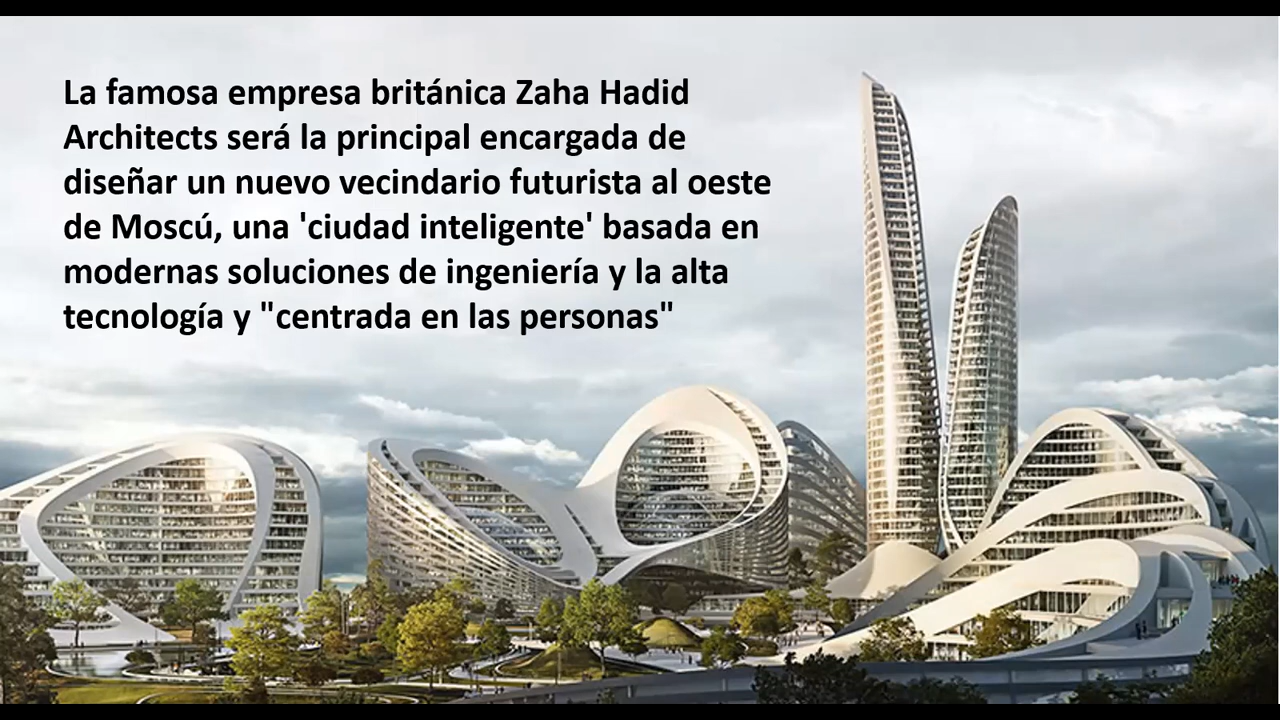 La famosa empresa británica Zaha Hadid
Architects será la principal encargada de
diseñar un nuevo vecindario futurista al oeste
de Moscú, una 'ciudad inteligente' basada en
modernas soluciones de ingeniería y la alta
tecnología y "centrada en las personas"